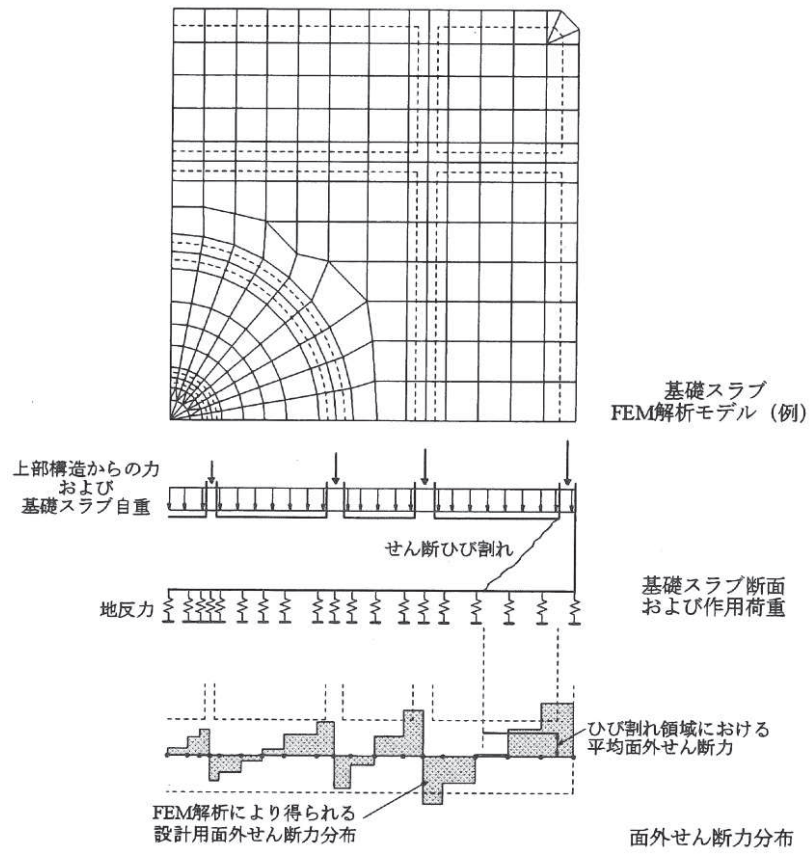 基礎スラブ
FEM解析モデル（例）
上部構造からの力
および
基礎スラブ自重
せん断ひび割れ
地反力
基礎スラブ断面
および作用荷重
ひび割れ領域における
平均面外せん断力
FEM解析により得られる
設計用面外せん断力分布
面外せん断力分布